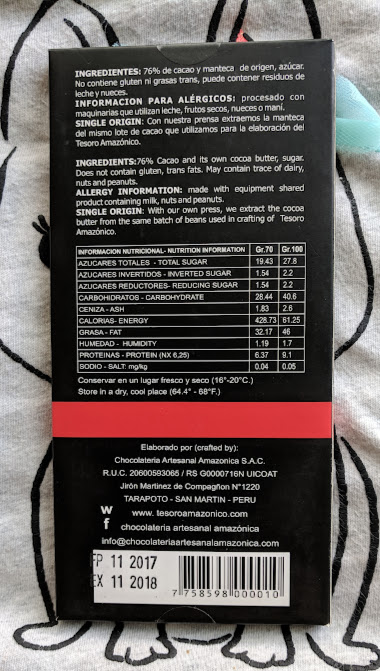 INGREDIENTES: 76% de cacao y manteca de origen, azúcar.
No contiene gluten ni grasas trans, puede contener residuos de
leche y nueces.
INFORMACION PARA ALÉRGICOS: procesado con
maquinarias que utilizan leche, frutos secos, nueces o maní.
SINGLE ORIGIN: Con nuestra prensa extraemos la manteca
del mismo lote de cacao que utilizamos para la elaboración del
Tesoro Amazónico.
INGREDIENTS:76% Cacao and its own cocoa butter, sugar.
Does not contain gluten, trans fats. May contain trace of dairy,
nuts and peanuts.
ALLERGY INFORMATION: made with equipment shared
product containing milk, nuts and peanuts.
SINGLE ORIGIN: With our own press, we extract the cocoa
butter from the same batch of beans used in crafting of Tesoro
Amazónico.
INFORMACION NUTRICIONAL- NUTRITION INFORMATION Gr.70 Gr.100
AZUCARES TOTALES - TOTAL SUGAR 19.43 27.8
AZUCARES INVERTIDOS - INVERTED SUGAR 1.54 2.2
AZUCARES REDUCTORES- REDUCING SUGAR 1.54 2.2
CARBOHIDRATOS - CARBOHYDRATE 28.44 40.6
CENIZA - ASH 1.83 2.6
CALORIAS- ENERGY 428.73 61.25
GRASA - FAT 32.17 46
HUMEDAD - HUMIDITY 1.19 1.7
PROTEINAS - PROTEIN (NX 6,25) 6.37 9.1
SODIO - SALT: mg/kg 0.04 0.05
Conservar en un lugar fresco y seco (16°-20°C.)
Store in a dry, cool place (64.4° - 68°F.)
Elaborado por (crafted by):
Chocolateria Artesanal Amazonica S.A.C.
R.U.C. 20600593065 / RS G0000716N UICOAT
Jirón Martinez de Compagñon N°1220
TARAPOTO - SAN MARTIN - PERU
w www.tesoroamazonico.com
f chocolateria artesanal amazónica
info@chocolateriaartesanalamazonica.com
FP 11 2017
EX 11 2018
7 758598 000010